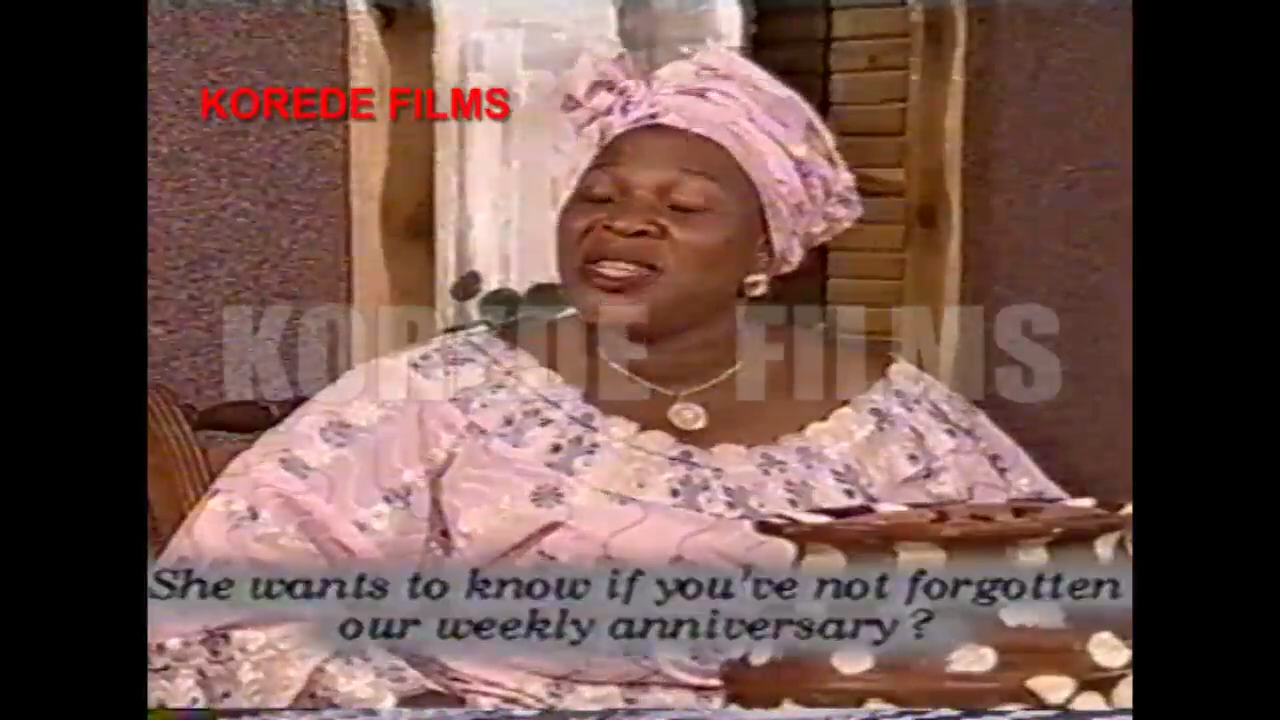 KOREDE FILMS
KOREDE FILMS
She wants to know if you've not forgotten
our weekly anniversary?